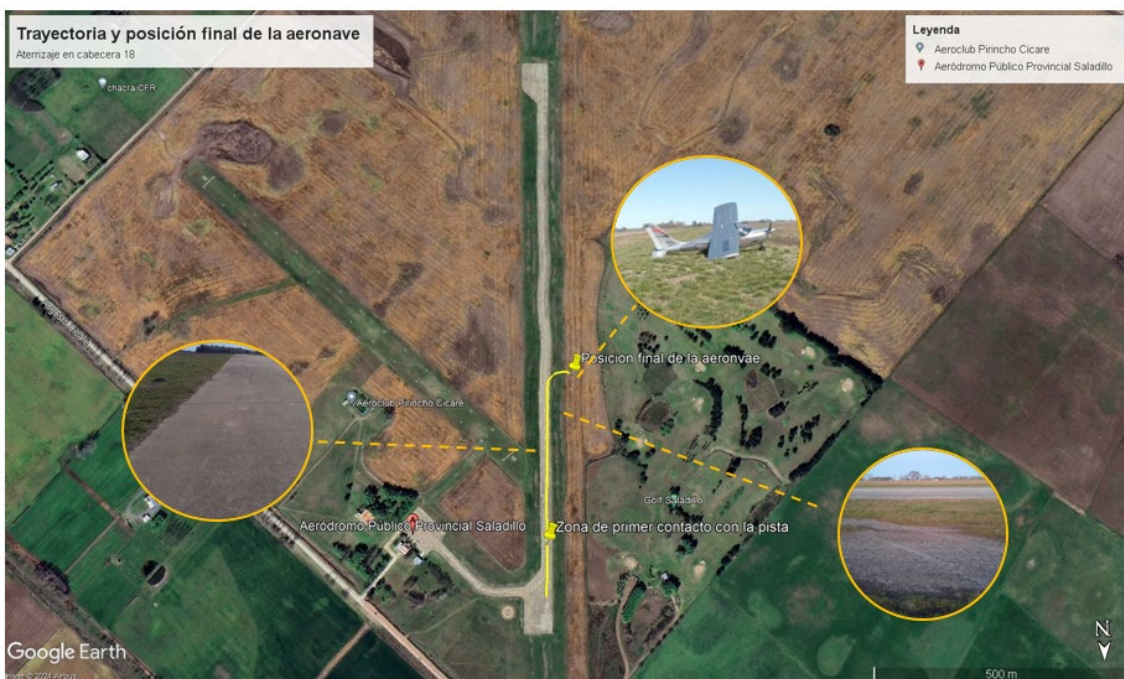 Trayectoria y posición final de la aeronave
Aterrizaje en cabecera 18
Leyenda
Aeroclub Pirincho Cicare
Aeródromo Público Provincial Saladillo
chacra CFR
Posicion final de la aeronvae
Aeroclub Pirincho Cicare
Golf Saladillo
Aeródromo Público Provincial Saladillo
Zona de primer contacto con la pista
N
Google Earth
© 2024 Airbus
500 m